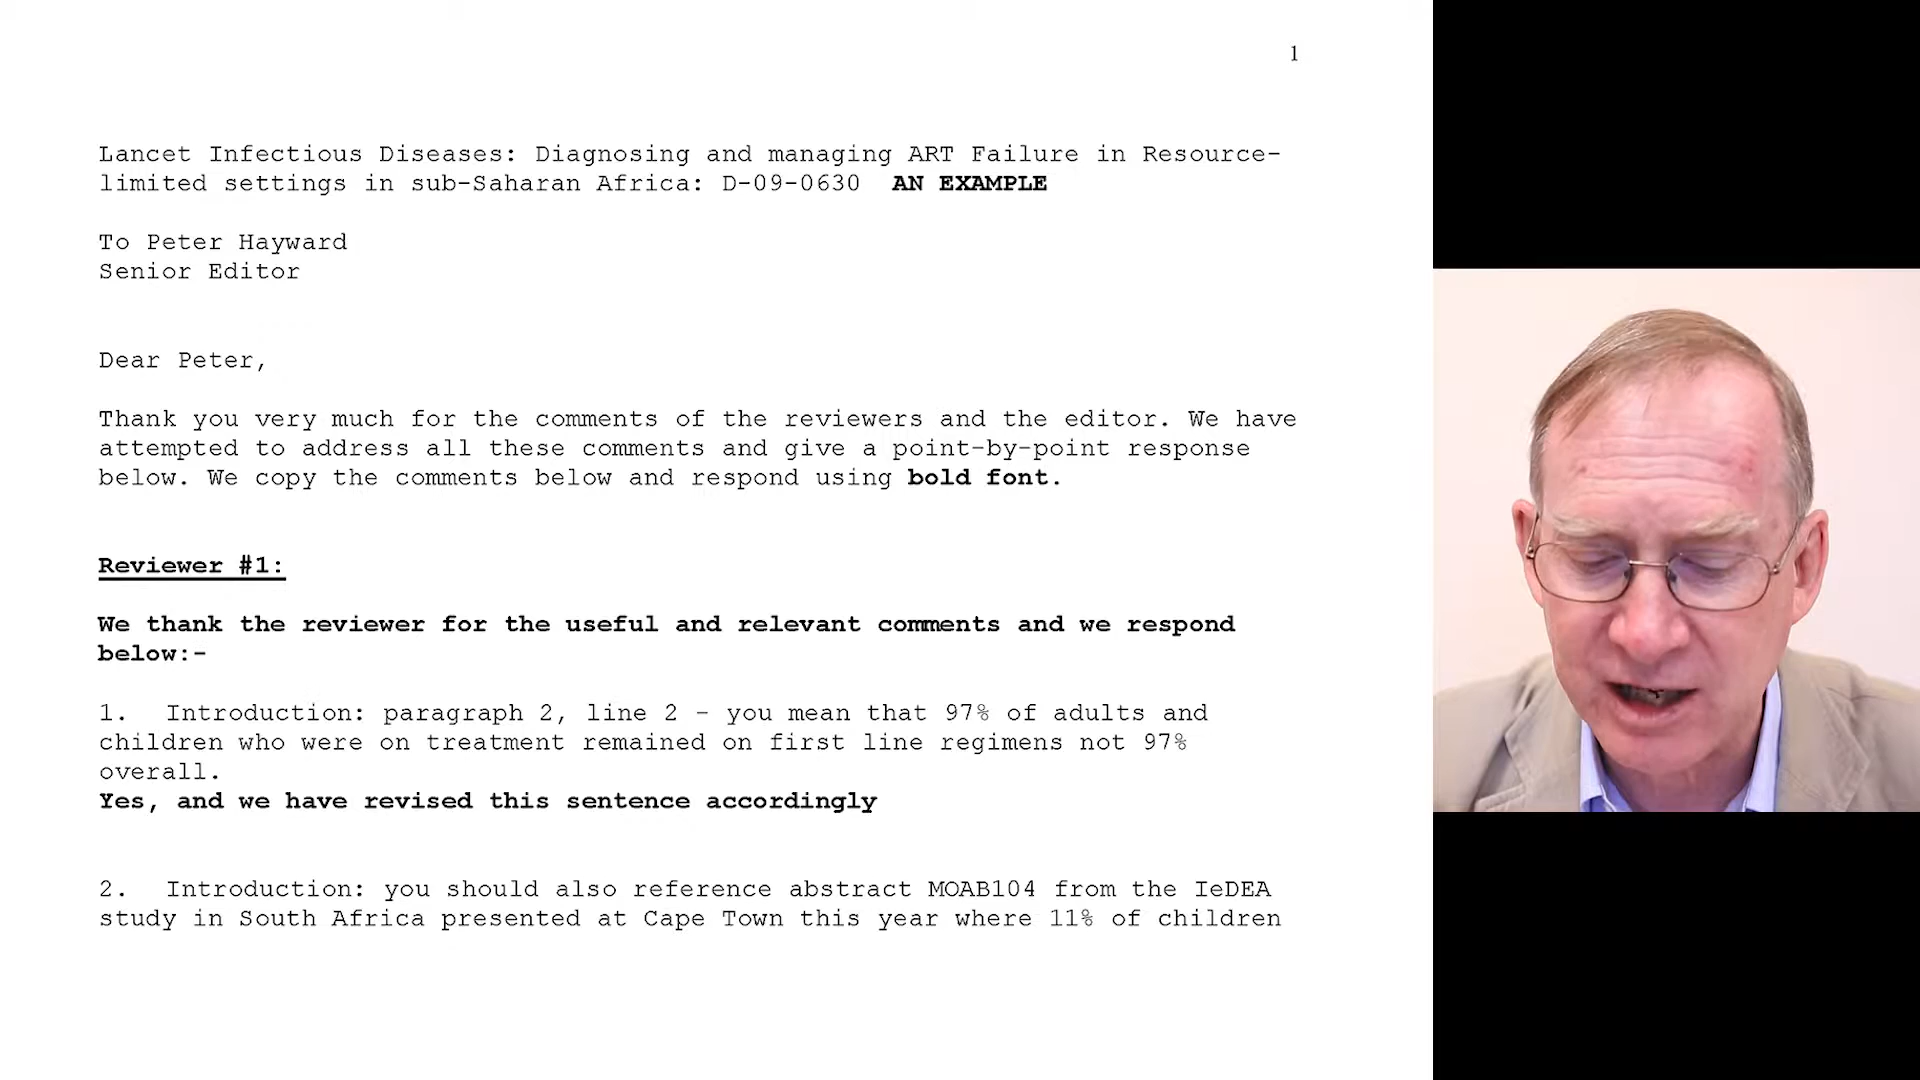 1
Lancet Infectious Diseases: Diagnosing and managing ART Failure in Resource-
limited settings in sub-Saharan Africa: D-09-0630 AN EXAMPLE
To Peter Hayward
Senior Editor
Dear Peter,
Thank you very much for the comments of the reviewers and the editor. We have
attempted to address all these comments and give a point-by-point response
below. We copy the comments below and respond using bold font.
Reviewer #1:
We thank the reviewer for the useful and relevant comments and we respond
below:-
1. Introduction: paragraph 2, line 2 - you mean that 97% of adults and
children who were on treatment remained on first line regimens not 97%
overall.
Yes, and we have revised this sentence accordingly
2. Introduction: you should also reference abstract MOAB104 from the IeDEA
study in South Africa presented at Cape Town this year where 11% of children